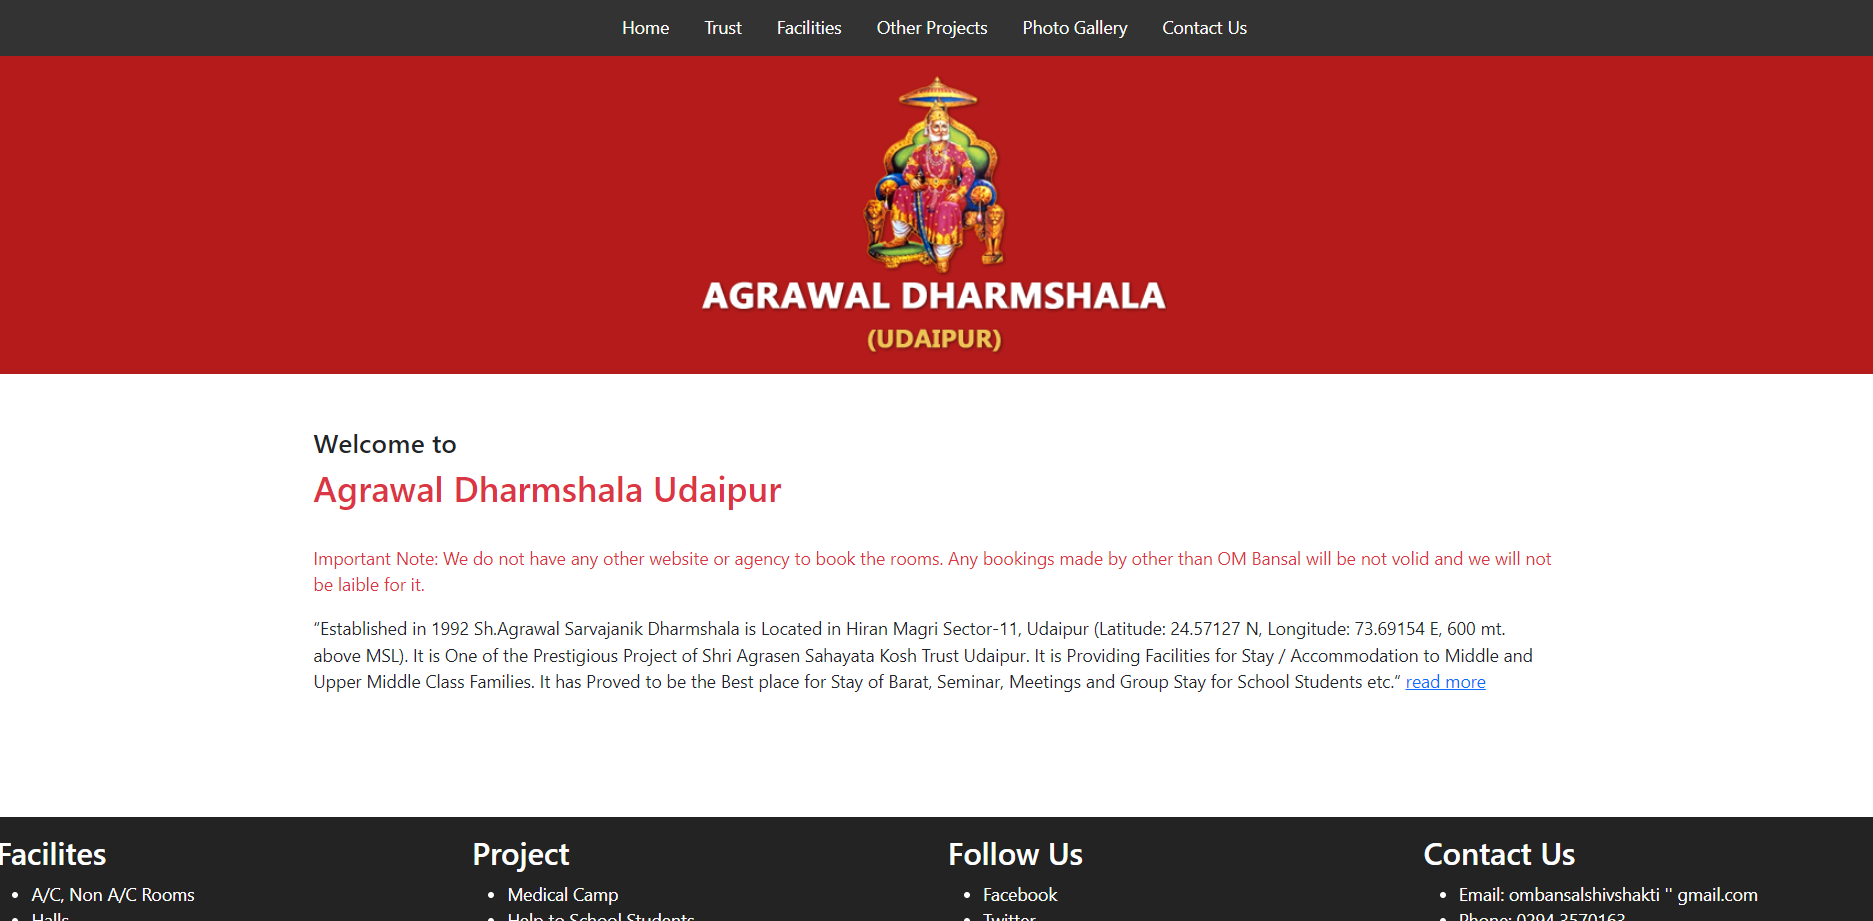 Home Trust Facilities Other Projects Photo Gallery Contact Us
AGRAWAL DHARMSHALA
(UDAIPUR)
Welcome to
Agrawal Dharmshala Udaipur
Important Note: We do not have any other website or agency to book the rooms. Any bookings made by other than OM Bansal will be not volid and we will not
be laible for it.
“Established in 1992 Sh.Agrawal Sarvajanik Dharmshala is Located in Hiran Magri Sector-11, Udaipur (Latitude: 24.57127 N, Longitude: 73.69154 E, 600 mt.
above MSL). It is One of the Prestigious Project of Shri Agrasen Sahayata Kosh Trust Udaipur. It is Providing Facilities for Stay / Accommodation to Middle and
Upper Middle Class Families. It has Proved to be the Best place for Stay of Barat, Seminar, Meetings and Group Stay for School Students etc.“ read more
Facilites
A/C, Non A/C Rooms
Halls
Project
Medical Camp
Help to School Students
Follow Us
Facebook
Twitter
Contact Us
Email: ombansalshivshakti '' gmail.com
Phone: 0294 3570163